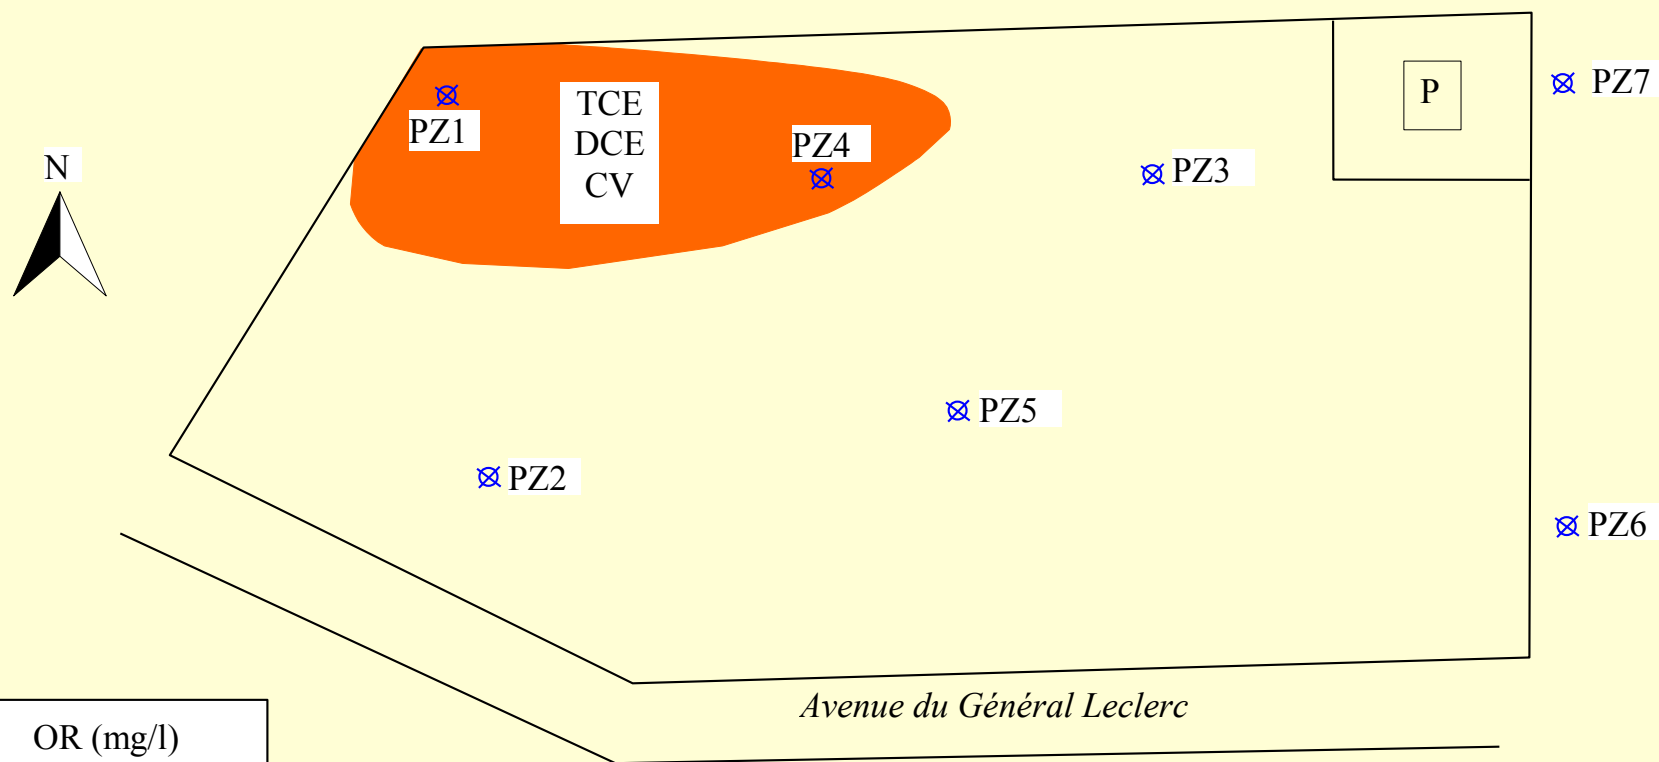 TCE
DCE
CV
PZ1
PZ4
P
PZ7
PZ3
N
PZ5
PZ2
PZ6
Avenue du Général Leclerc
OR (mg/l)